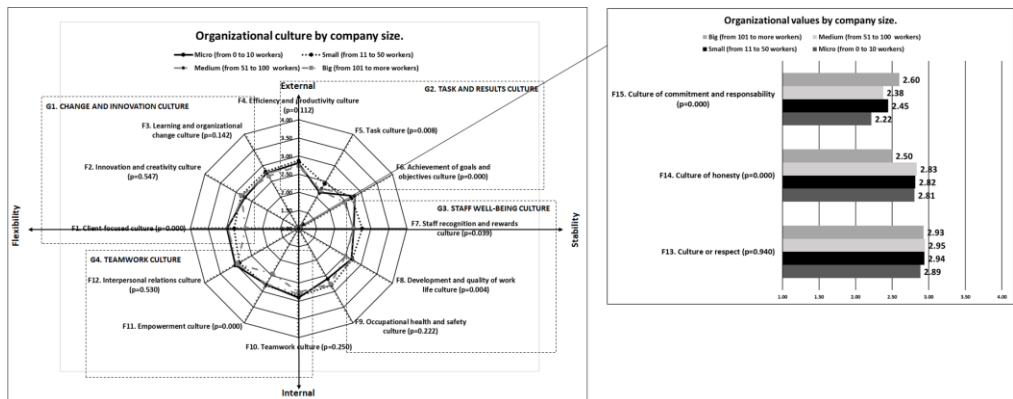 Organizational culture by company size.
Micro (from 0 to 10 workers)
Small (from 11 to 50 workers)
Medium (from 51 to 100 workers)
Big (from 101 to more workers)
External
G1. CHANGE AND INNOVATION CULTURE
G2. TASK AND RESULTS CULTURE
F4. Efficiency and productivity culture
(p=0.112)
F3. Learning and organizational
change culture (p=0.142)
F5. Task culture (p=0.008)
F2. Innovation and creativity culture
(p=0.547)
F6. Achievement of goals and
objectives culture (p=0.000)
G3. STAFF WELL-BEING CULTURE
F1. Client-focused culture (p=0.000)
F7. Staff recognition and rewards
culture (p=0.039)
Flexibility
Stability
G4. TEAMWORK CULTURE
F12. Interpersonal relations culture
(p=0.530)
F8. Development and quality of work
life culture (p=0.004)
F11. Empowerment culture (p=0.000)
F9. Occupational health and safety
culture (p=0.222)
F10. Teamwork culture (p=0.250)
Internal
4.00
3.00
2.00
Organizational values by company size.
Big (from 101 to more workers)
Medium (from 51 to 100 workers)
Small (from 11 to 50 workers)
Micro (from 0 to 10 workers)
F15. Culture of commitment and responsability
(p=0.000)
2.60
2.38
2.45
2.22
F14. Culture of honesty (p=0.000)
2.50
2.83
2.82
2.81
F13. Culture or respect (p=0.940)
2.93
2.95
2.94
2.89
1.00 1.50 2.00 2.50 3.00 3.50 4.00